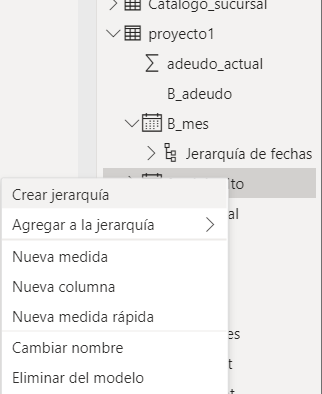 Catalogo_sucursal
proyecto1
adeudo_actual
B_adeudo
B_mes
Jerarquía de fechas
Crear jerarquía
Agregar a la jerarquía
Nueva medida
Nueva columna
Nueva medida rápida
Cambiar nombre
Eliminar del modelo